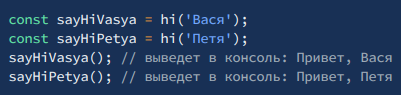 const sayHiVasya = hi('Вася');
const sayHiPetya = hi('Петя');
sayHiVasya(); // выведет в консоль: Привет, Вася
sayHiPetya(); // выведет в консоль: Привет, Петя